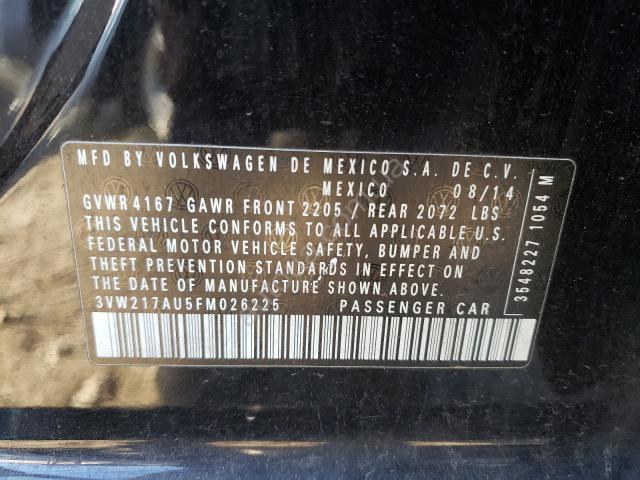 MFD BY VOLKSWAGEN DE MEXICO S.A. DE C.V.
MEXICO 08/14
GVWR4167 GAWR FRONT 2205 REAR 2072 LBS
THIS VEHICLE CONFORMS TO ALL APPLICABLE U.S.
FEDERAL MOTOR VEHICLE SAFETY, BUMPER AND
THEFT PREVENTION STANDARDS IN EFFECT ON
THE DATE OF MANUFACTURE SHOWN ABOVE.
3VW217AU5FM026225 PASSENGER CAR
3548227 1054 M